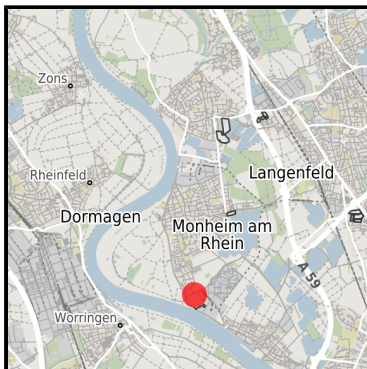 Zons
Rheinfeld
Langenfeld
Dormagen
Monheim am
Rhein
A 59
Worringen